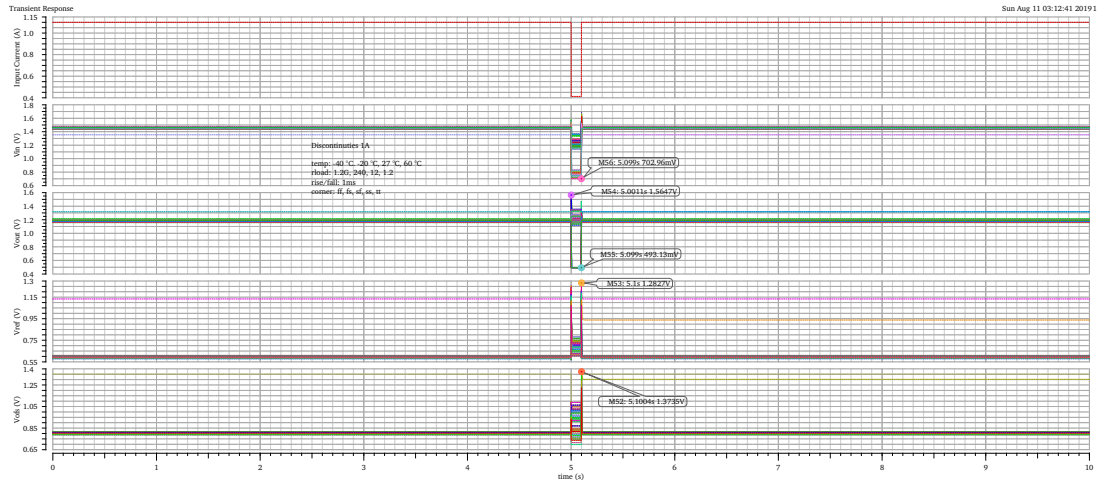 Transient Response
Sun Aug 11 03:12:41 2019 1
1.15
1.0
0.8
0.6
0.4
Input Current (A)
1.8
1.6
1.4
1.2
1.0
0.8
0.6
Vin (V)
Discontinuties 1A
temp: -40 °C, -20 °C, 27 °C, 60 °C
rload: 1.2G, 240, 12, 1.2
rise/fall: 1ms
corner: ff, fs, sf, ss, tt
M56: 5.099s 702.96mV
1.6
1.4
1.2
1.0
0.8
0.6
0.4
Vout (V)
M54: 5.0011s 1.5647V
M55: 5.099s 493.13mV
1.3
1.15
0.95
0.75
0.55
Vref (V)
M53: 5.1s 1.2827V
1.4
1.25
1.05
0.85
0.65
M52: 5.1004s 1.3735V
0 1 2 3 4 5 6 7 8 9 10
time (s)